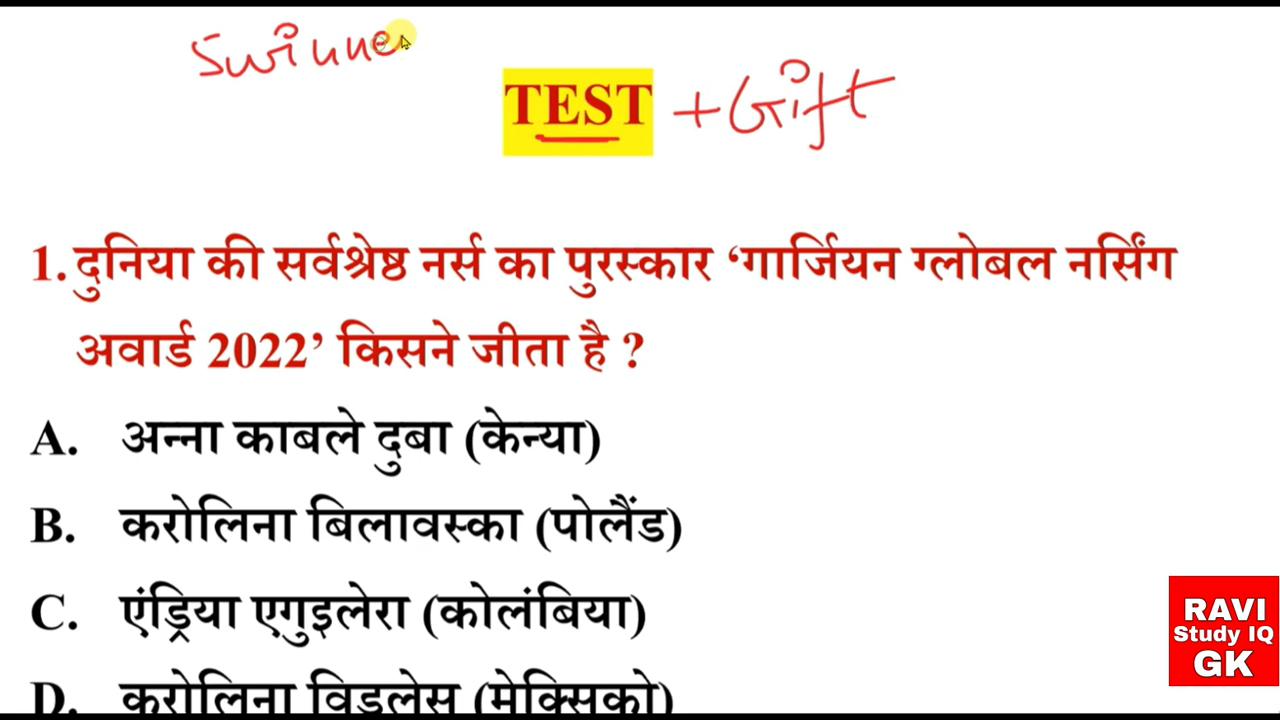 5winne
TEST +Gift
1. दुनिया की सर्वश्रेष्ठ नर्स का पुरस्कार ‘गार्जियन ग्लोबल नर्सिंग
अवार्ड 2022’ किसने जीता है ?
A. अन्ना काबले दुबा (केन्या)
B. करोलिना बिलावस्का (पोलैंड)
C. एंड्रिया एगुइलेरा (कोलंबिया)
D. करोलिना विडलेस (मेक्सिको)
RAVI
Study IQ
GK